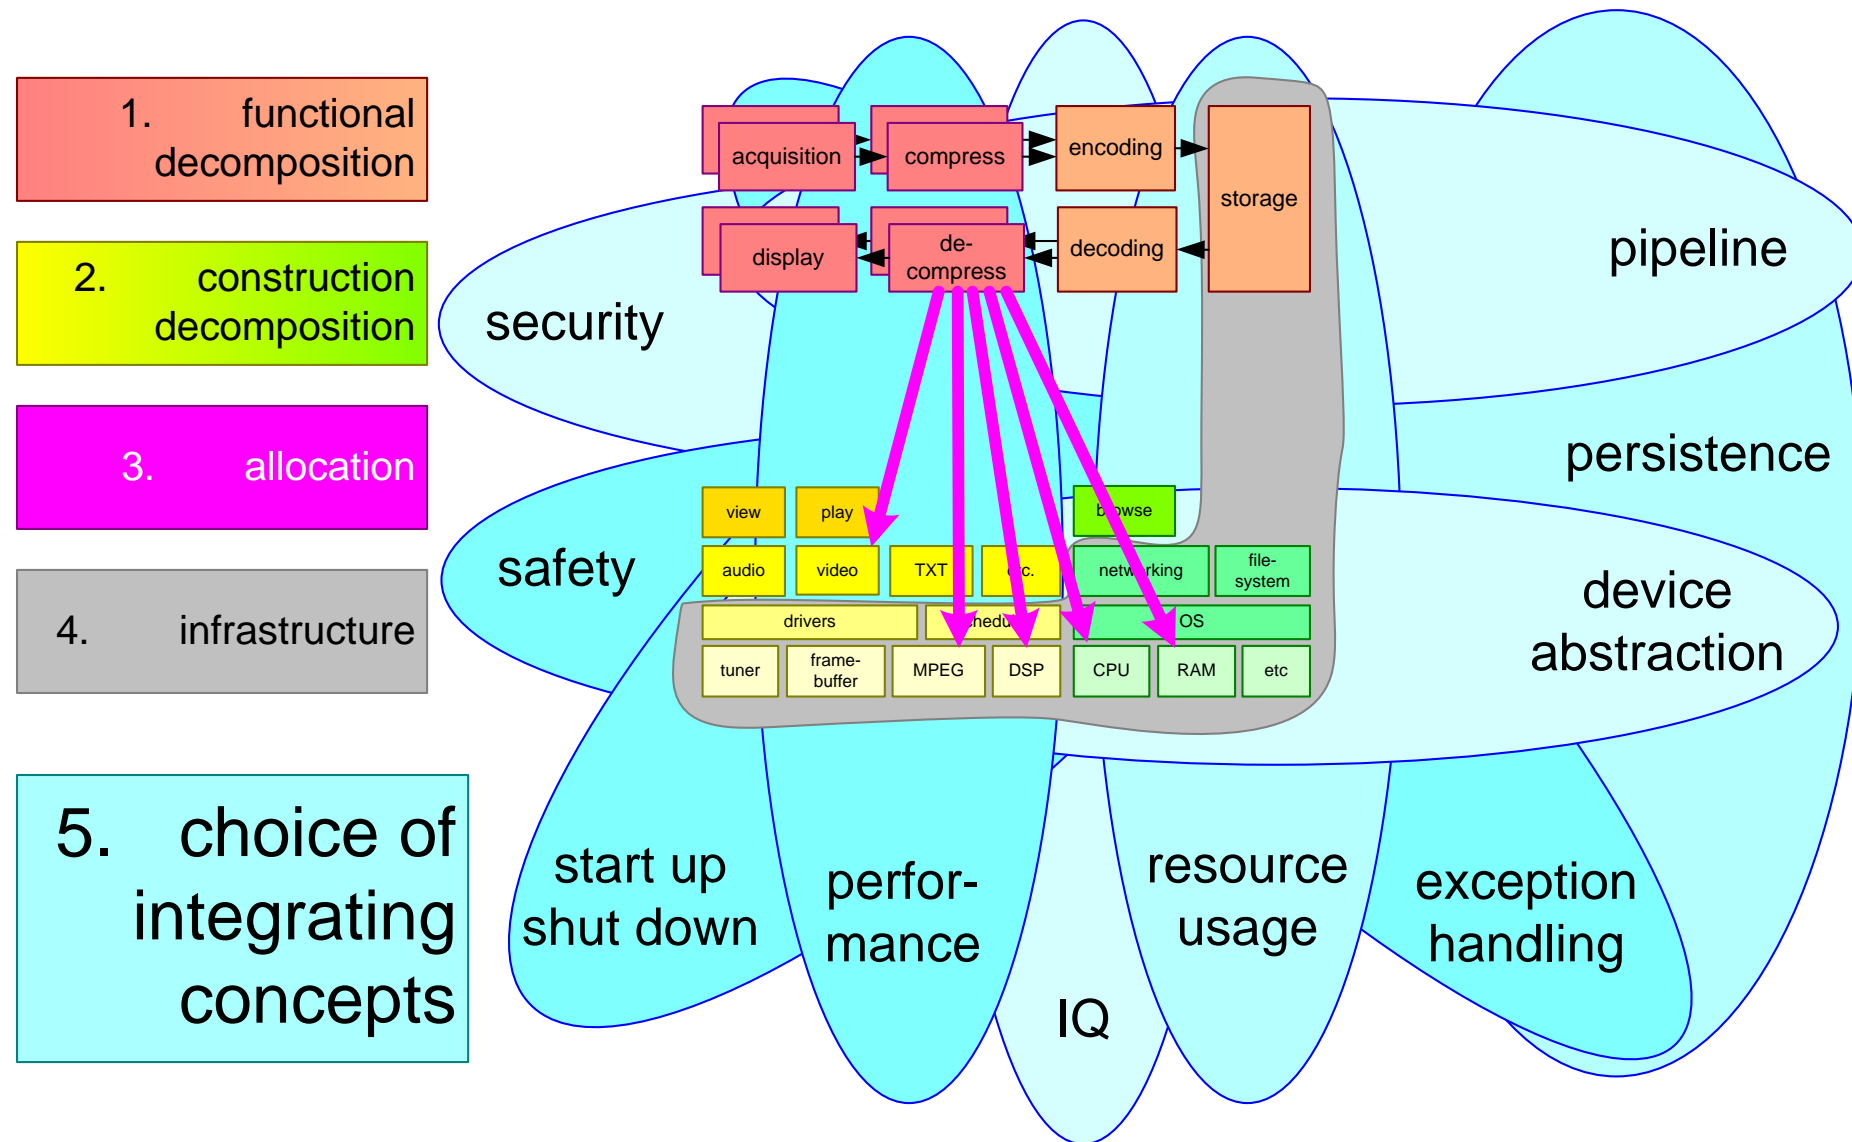 1. functional
decomposition
2. construction
decomposition
3. allocation
4. infrastructure
5. choice of
integrating
concepts
acquisition
compress
encoding
storage
display
de-
compress
decoding
pipeline
security
persistence
view
play
browse
audio
video
TXT
etc.
networking
file-
system
safety
device
abstraction
drivers
scheduler
OS
tuner
frame-
buffer
MPEG
DSP
CPU
RAM
etc
start up
shut down
perfor-
mance
resource
usage
exception
handling
IQ